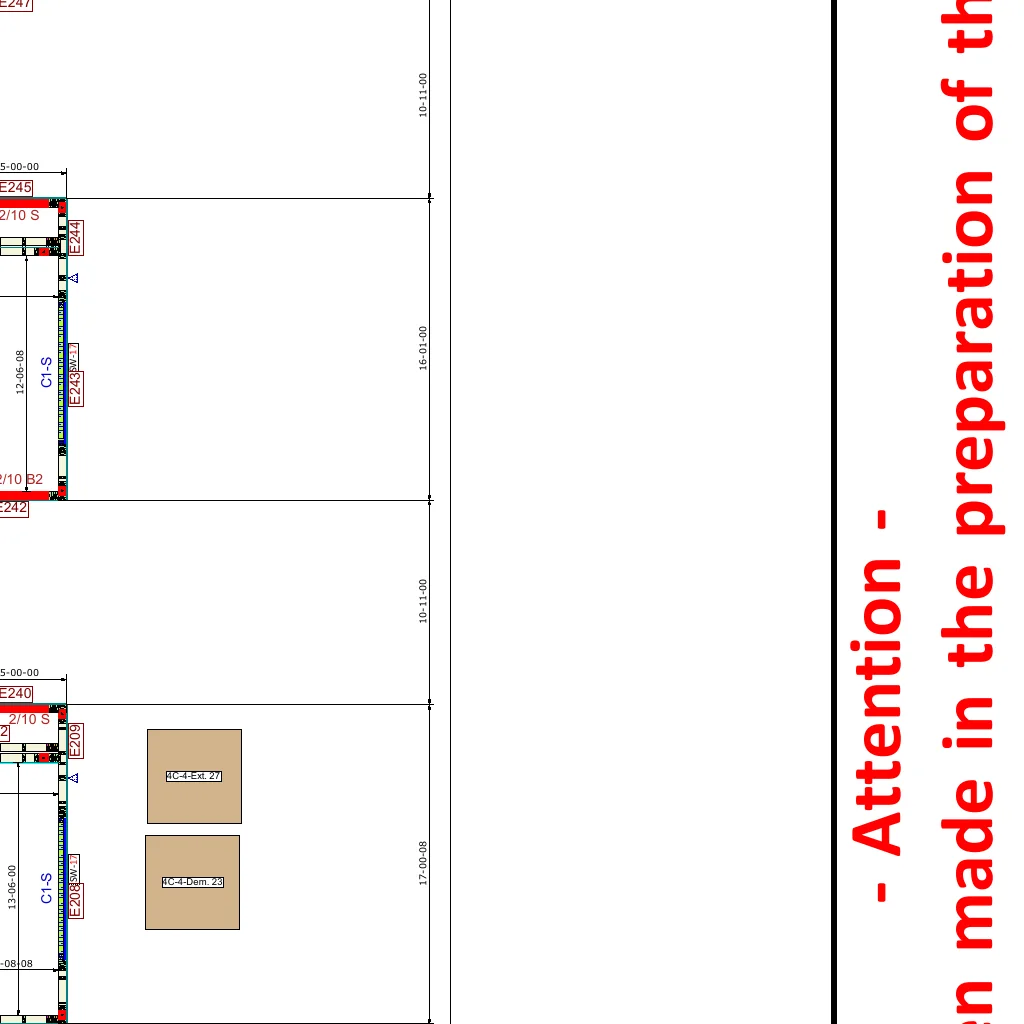 E247
10-11-00
5-00-00
E245
2/10 S
E244
16-01-00
12-06-08
C1-S
SW-17
E243
2/10 B2
E242
10-11-00
5-00-00
E240
2/10 S
2
E209
4C-4-Ext. 27
4C-4-Dem. 23
17-00-08
13-06-00
C1-S
SW-17
E208
-08-08
- Attention -
en made in the preparation of th